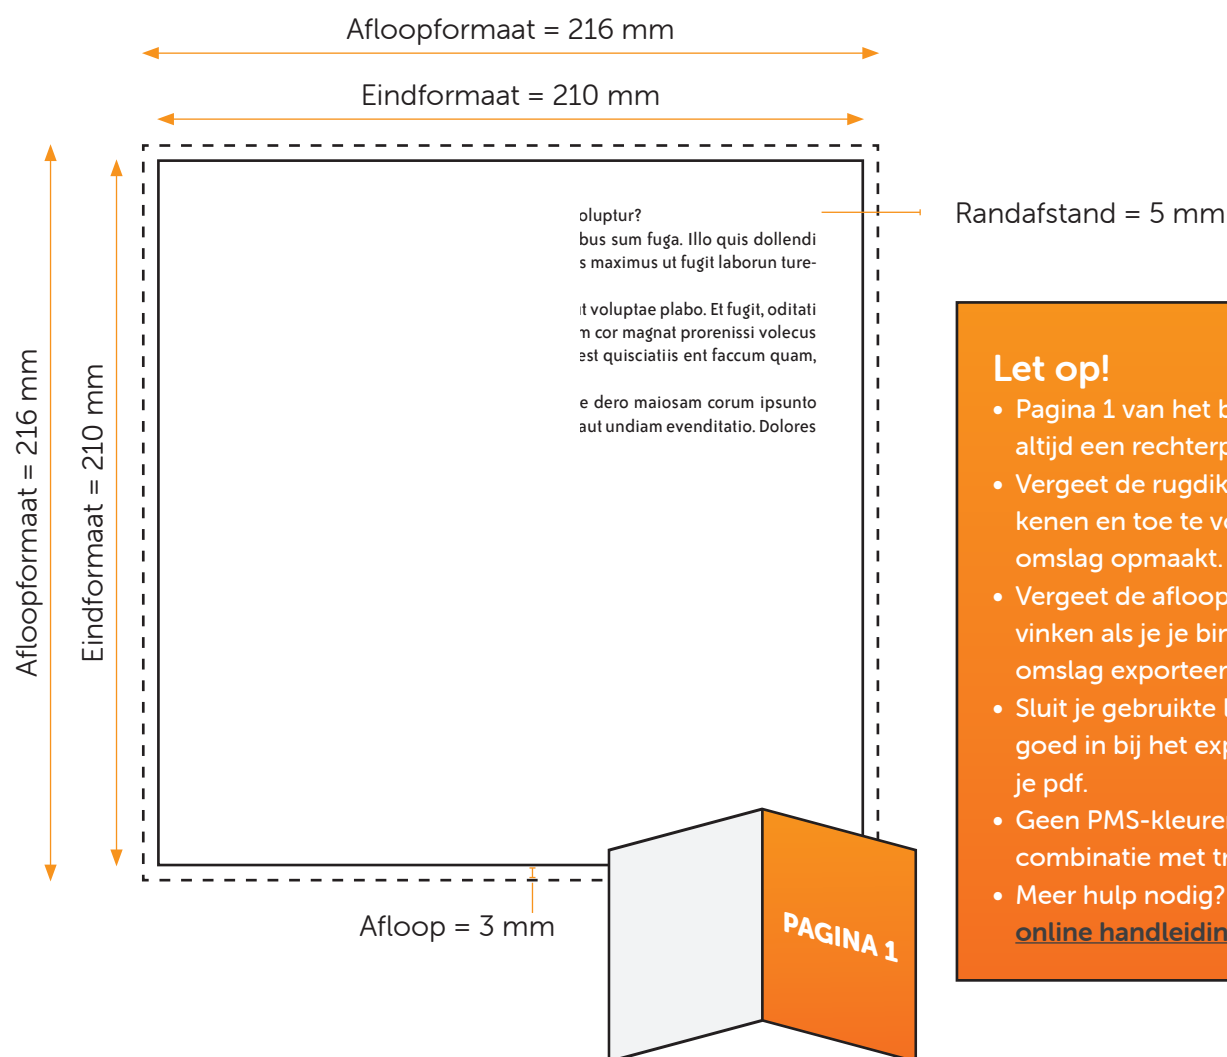 Afloopformaat = 216 mm
Eindformaat = 210 mm
Afloopformaat = 216 mm
Eindformaat = 210 mm
oluptur?
bus sum fuga. Illo quis dollendi
s maximus ut fugit laborun ture-
t voluptae plabo. Et fugit, oditati
m cor magnat prorenissi volecus
est quisciatiis ent faccum quam,
e dero maiosam corum ipsunto
aut undiam evenditatio. Dolores
Randafstand = 5 mm
Let op!
• Pagina 1 van het b
altijd een rechterp
• Vergeet de rugdik
kenen en toe te vo
omslag opmaakt.
• Vergeet de afloop
vinken als je je bin
omslag exporteer
• Sluit je gebruikte l
goed in bij het exp
je pdf.
• Geen PMS-kleuren
combinatie met tr
• Meer hulp nodig?
online handleidin
Afloop = 3 mm
PAGINA 1